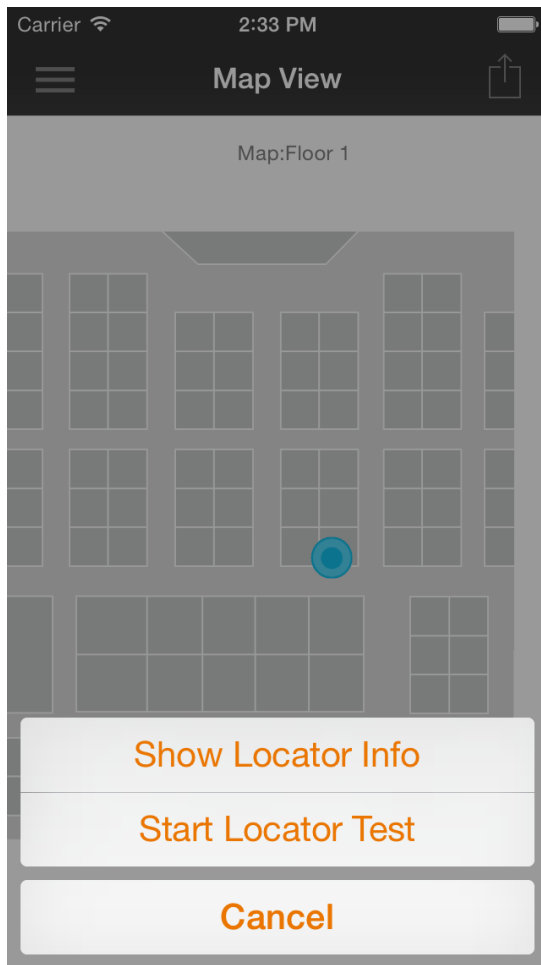 Carrier 2:33 PM
Map View
Map:Floor 1
Show Locator Info
Start Locator Test
Cancel